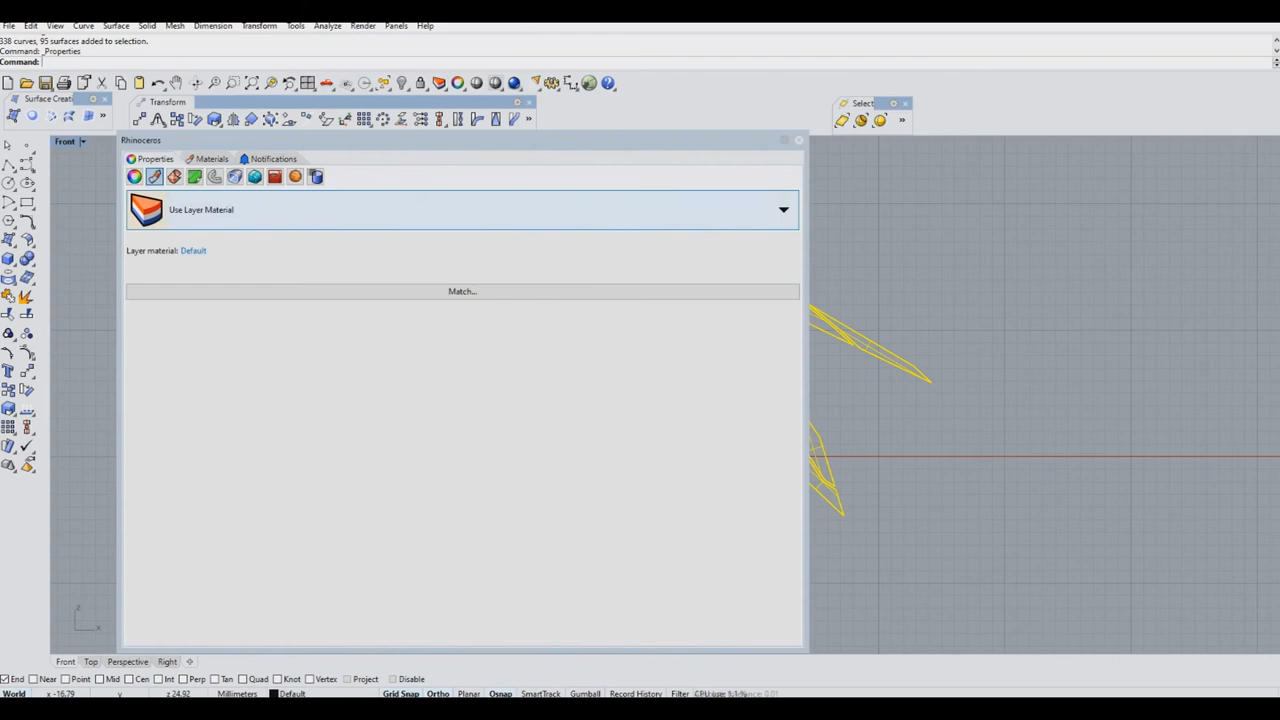 File Edit View Curve Surface Solid Mesh Dimension Transform Tools Analyze Render Panels Help
338 curves, 95 surfaces added to selection.
Command: _Properties
Command:
Surface Creati
Transform
Select
Front
Rhinoceros
Properties Materials Notifications
Use Layer Material
Layer material: Default
Match...
z
x
Front Top Perspective Right
End Near Point Mid Cen Int Perp Tan Quad Knot Vertex Project Disable
World x -16.79 y z 24.92 Millimeters Default Grid Snap Ortho Planar Osnap SmartTrack Gumball Record History Filter